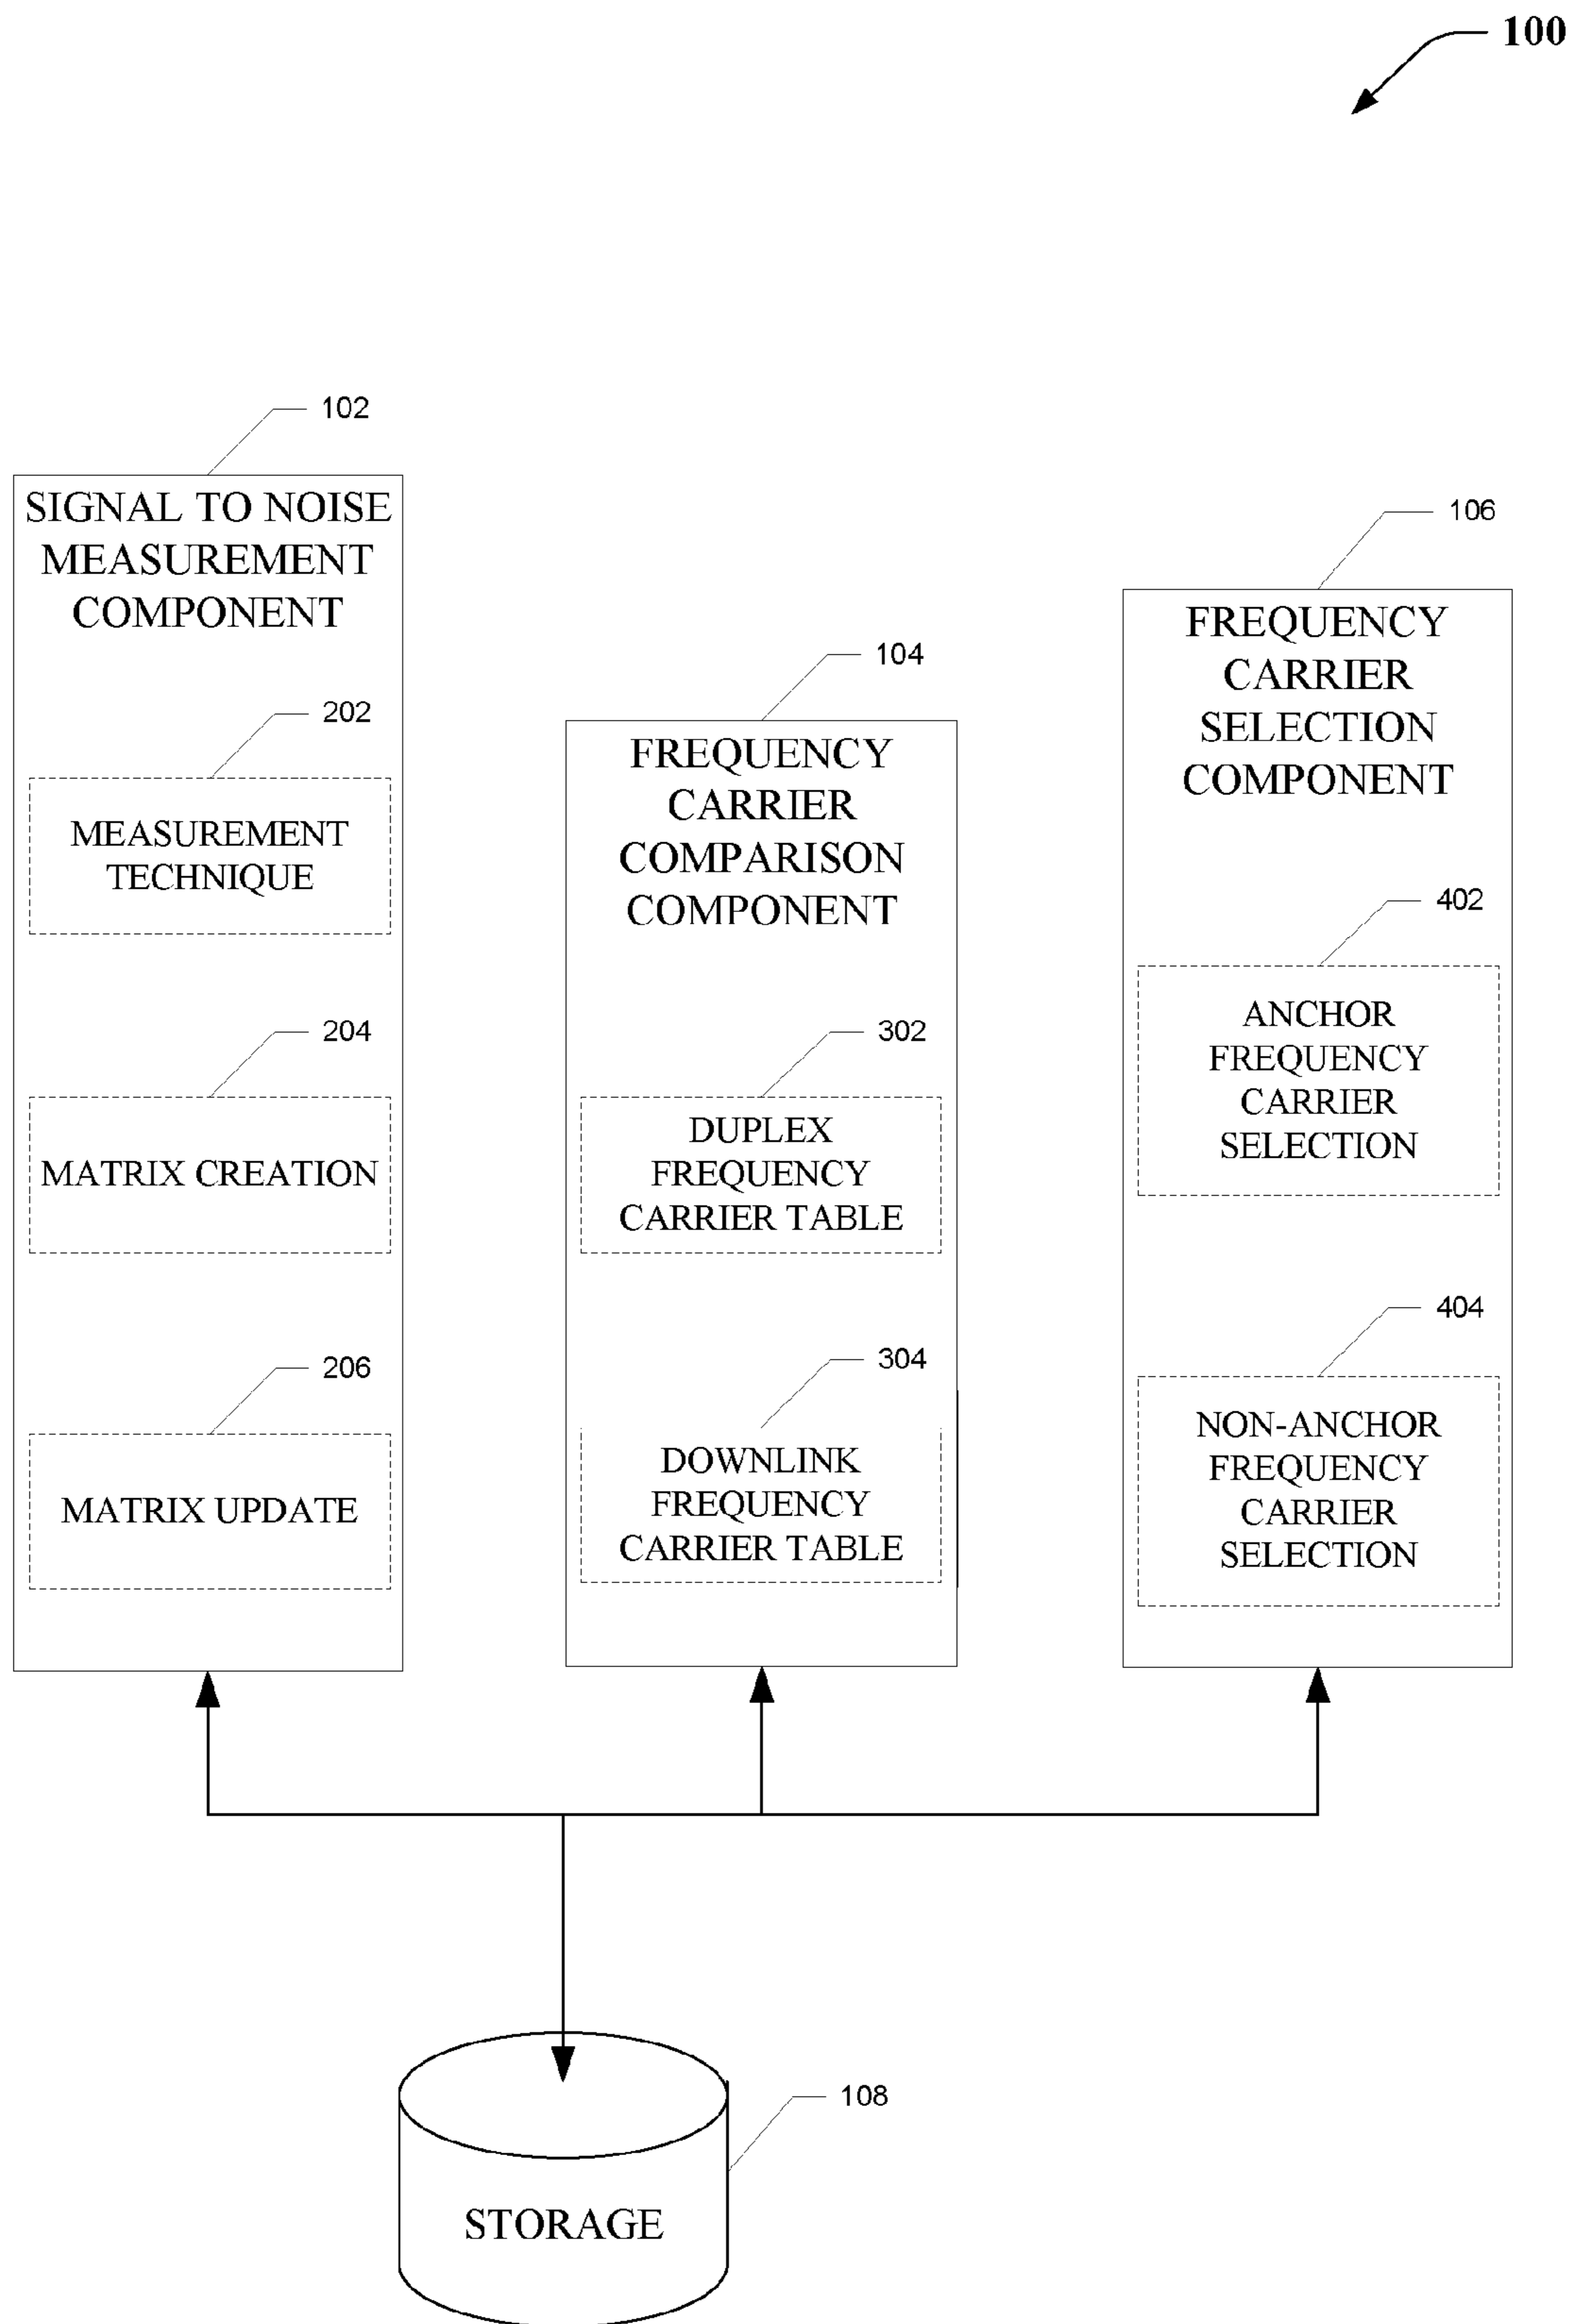 100
102
SIGNAL TO NOISE
MEASUREMENT
COMPONENT
202
MEASUREMENT
TECHNIQUE
204
MATRIX CREATION
206
MATRIX UPDATE
104
FREQUENCY
CARRIER
COMPARISON
COMPONENT
302
DUPLEX
FREQUENCY
CARRIER TABLE
304
DOWNLINK
FREQUENCY
CARRIER TABLE
106
FREQUENCY
CARRIER
SELECTION
COMPONENT
402
ANCHOR
FREQUENCY
CARRIER
SELECTION
404
NON-ANCHOR
FREQUENCY
CARRIER
SELECTION
108
STORAGE